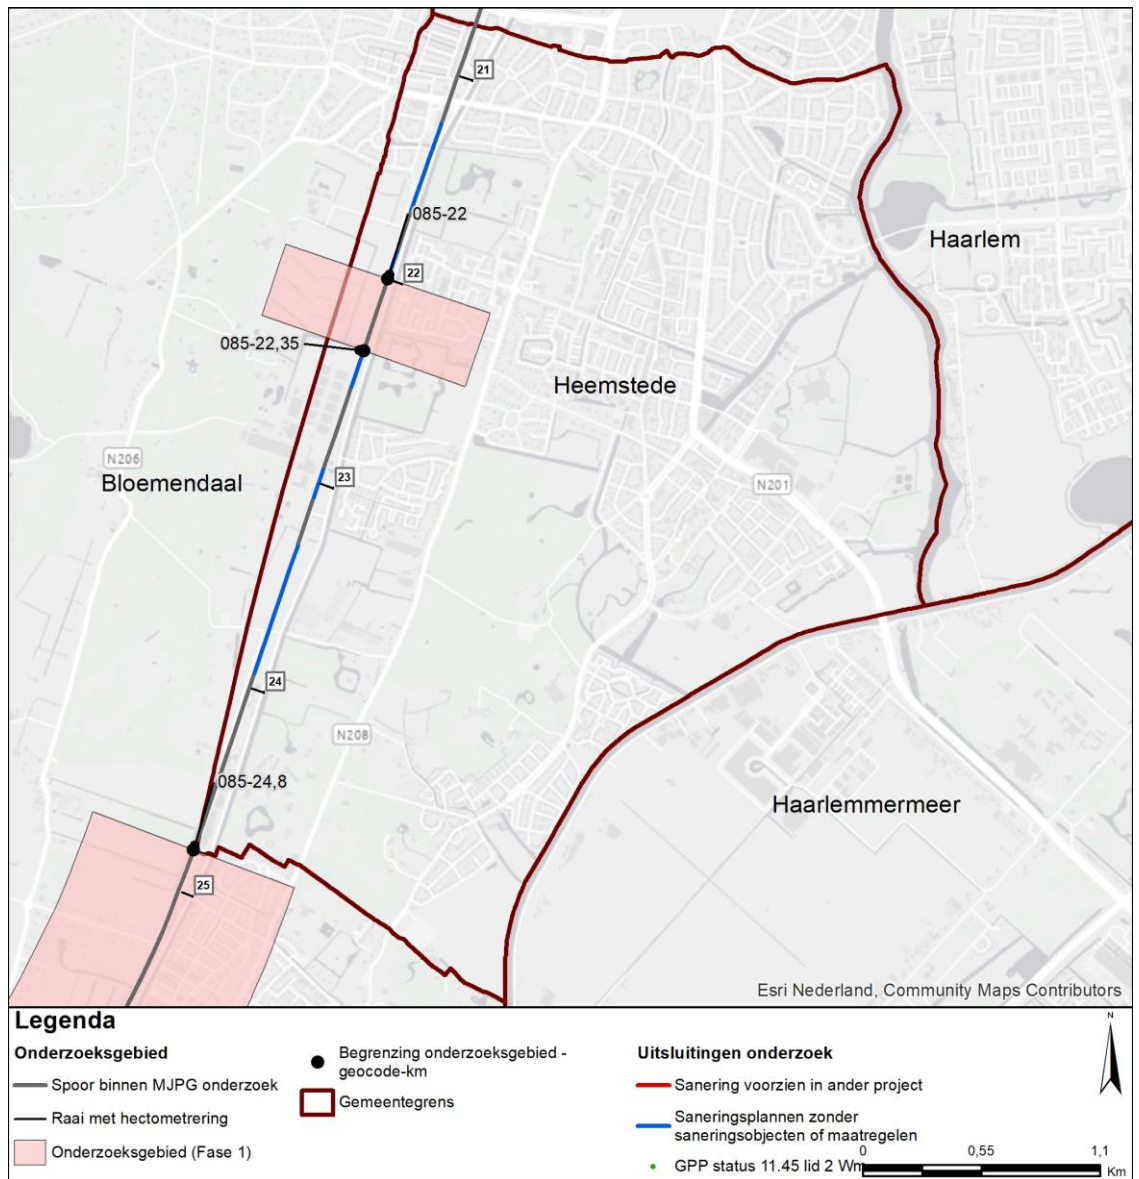 21
085-22
Haarlem
22
085-22,35
Heemstede
N206
Bloemendaal
23
N201
24
N208
085-24,8
Haarlemmermeer
25
Esri Nederland, Community Maps Contributors
Legenda
Onderzoeksgebied
Spoor binnen MJPG onderzoek
Raai met hectometrering
Onderzoeksgebied (Fase 1)
Begrenzing onderzoeksgebied -
geocode-km
Gemeentegrens
Uitsluitingen onderzoek
Sanering voorzien in ander project
Saneringsplannen zonder
saneringsobjecten of maatregelen
GPP status 11.45 lid 2 Wm
N
0 0,55 1,1
Km